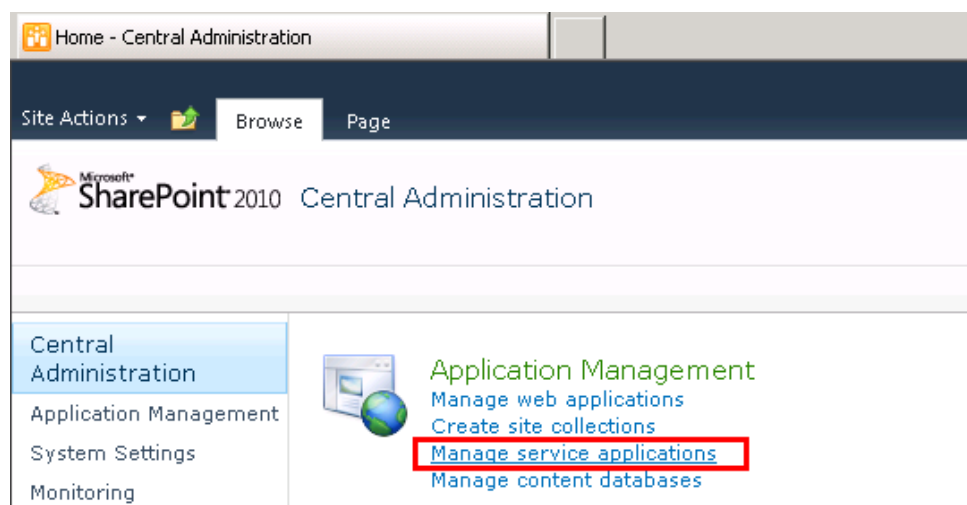 Home - Central Administration
Site Actions
Browse
Page
Microsoft®
SharePoint 2010 Central Administration
Central
Administration
Application Management
System Settings
Monitoring
Application Management
Manage web applications
Create site collections
Manage service applications
Manage content databases